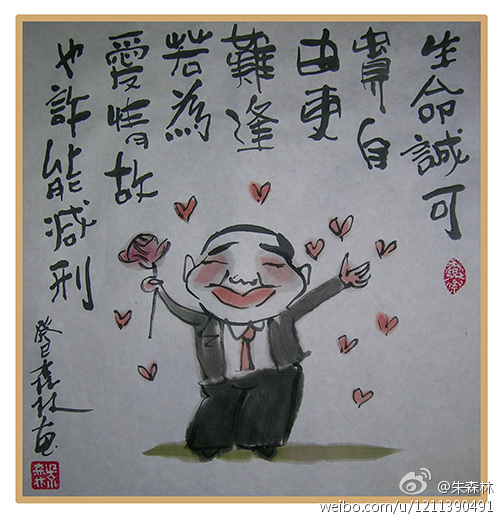 生命誠可
貴自
由更
難逢
若為
愛情故
也許能減刑
癸巳森林画
@朱森林
weibo.com/u/1211390491